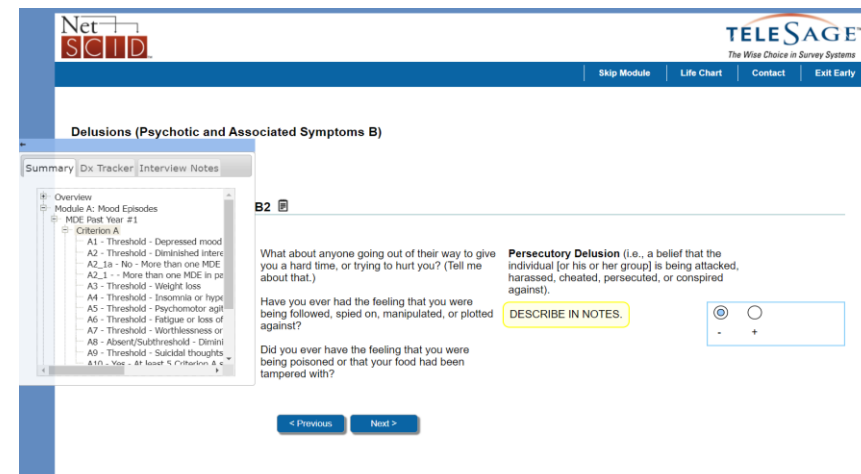 Net
SCID
TELESAGE
The Wise Choice in Survey Systems
Skip Module
Life Chart
Contact
Exit Early
Delusions (Psychotic and Associated Symptoms B)
Summary
Dx Tracker
Interview Notes
Overview
Module A: Mood Episodes
MDE Past Year #1
Criterion A
A1 - Threshold - Depressed mood
A2 - Threshold - Diminished intere
A2_1a - No - More than one MDE
A2_1 - - More than one MDE in pa
A3 - Threshold - Weight loss
A4 - Threshold - Insomnia or hype
A5 - Threshold - Psychomotor agit
A6 - Threshold - Fatigue or loss of
A7 - Threshold - Worthlessness or
A8 - Absent/Subthreshold - Dimini
A9 - Threshold - Suicidal thoughts
A10 - Yes - At least 5 Criterion A s
B2
What about anyone going out of their way to give
you a hard time, or trying to hurt you? (Tell me
about that.)
Have you ever had the feeling that you were
being followed, spied on, manipulated, or plotted
against?
Did you ever have the feeling that you were
being poisoned or that your food had been
tampered with?
Persecutory Delusion (i.e., a belief that the
individual [or his or her group] is being attacked,
harassed, cheated, persecuted, or conspired
against).
DESCRIBE IN NOTES.
- +
< Previous
Next >